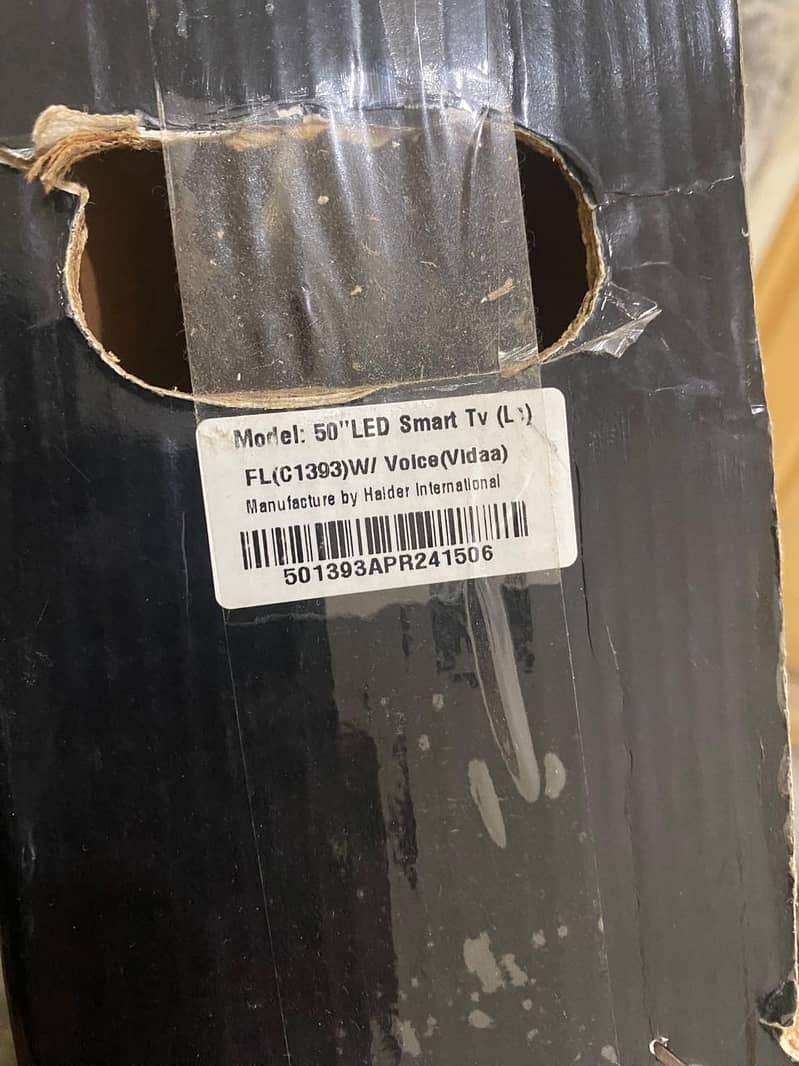 Model: 50"LED Smart Tv
FL(C1393)W/ Voice(Vidaa)
Manufacture by Haider International
501393APR241506